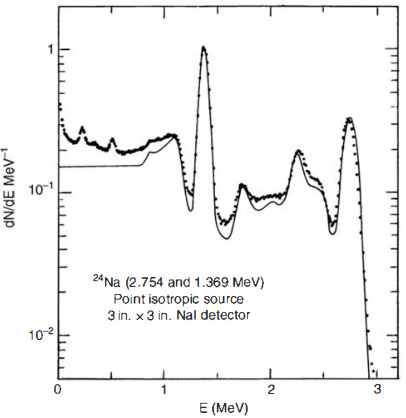 dN/dE MeV⁻¹
1
10⁻¹
10⁻²
²⁴Na (2.754 and 1.369 MeV)
Point isotropic source
3 in. × 3 in. NaI detector
0 1 2 3
E (MeV)